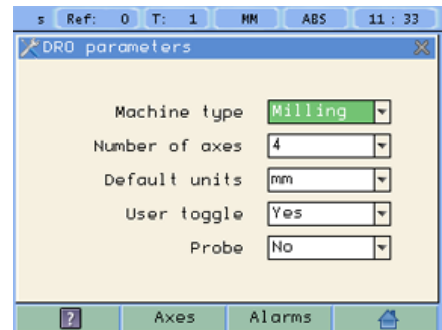 s Ref: 0 T: 1 MM ABS 11 : 33
DRO parameters
Machine type Milling
Number of axes 4
Default units mm
User toggle Yes
Probe No
? Axes Alarms